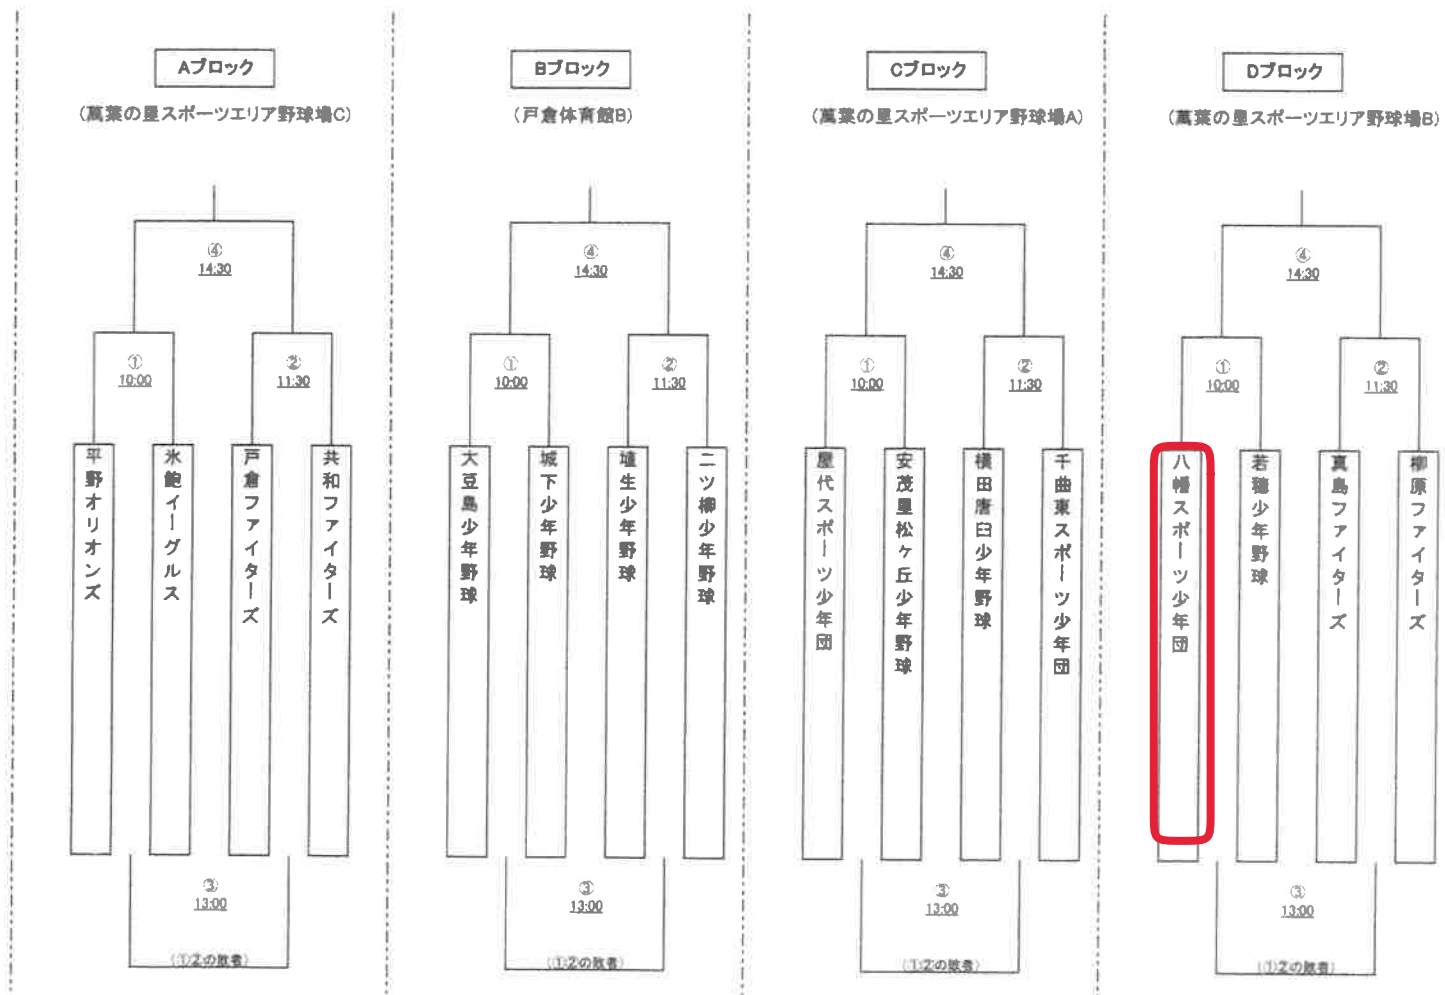 Aブロック
(萬葉の里スポーツエリア野球場C)
④
14:30
①
10:00
②
11:30
平野オリオンズ
氷鉋イーグルス
戸倉ファイターズ
共和ファイターズ
③
13:00
(①②の敗者)
Bブロック
(戸倉体育館B)
④
14:30
①
10:00
②
11:30
大豆島少年野球
城下少年野球
埴生少年野球
二ツ柳少年野球
③
13:00
(①②の敗者)
Cブロック
(萬葉の里スポーツエリア野球場A)
④
14:30
①
10:00
②
11:30
屋代スポーツ少年団
安茂里松ヶ丘少年野球
横田唐臼少年野球
千曲東スポーツ少年団
③
13:00
(①②の敗者)
Dブロック
(萬葉の里スポーツエリア野球場B)
④
14:30
①
10:00
②
11:30
八幡スポーツ少年団
若穂少年野球
真島ファイターズ
柳原ファイターズ
③
13:00
(①②の敗者)